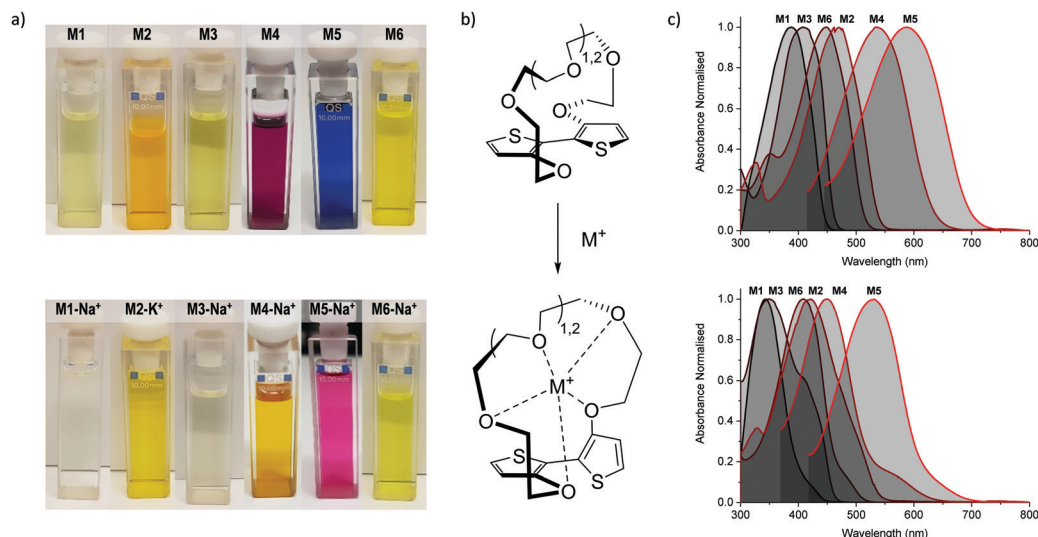 a)
M1 M2 M3 M4 M5 M6
QS
10,00mm
QS
10,00mm
QS
10,00mm
M1-Na⁺ M2-K⁺ M3-Na⁺ M4-Na⁺ M5-Na⁺ M6-Na⁺
QS
10,00mm
QS
QS
10,00mm
QS
10,00mm
b)
O
1,2
O
O
O
S
S
O
M⁺
1,2
O
O
M⁺
O
O
S
S
O
c)
M1 M3 M6 M2 M4 M5
Absorbance Normalised
1.0
0.8
0.6
0.4
0.2
0.0
300 400 500 600 700 800
Wavelength (nm)
M1 M3 M6 M2 M4 M5
Absorbance Normalised
1.0
0.8
0.6
0.4
0.2
0.0
300 400 500 600 700 800
Wavelength (nm)